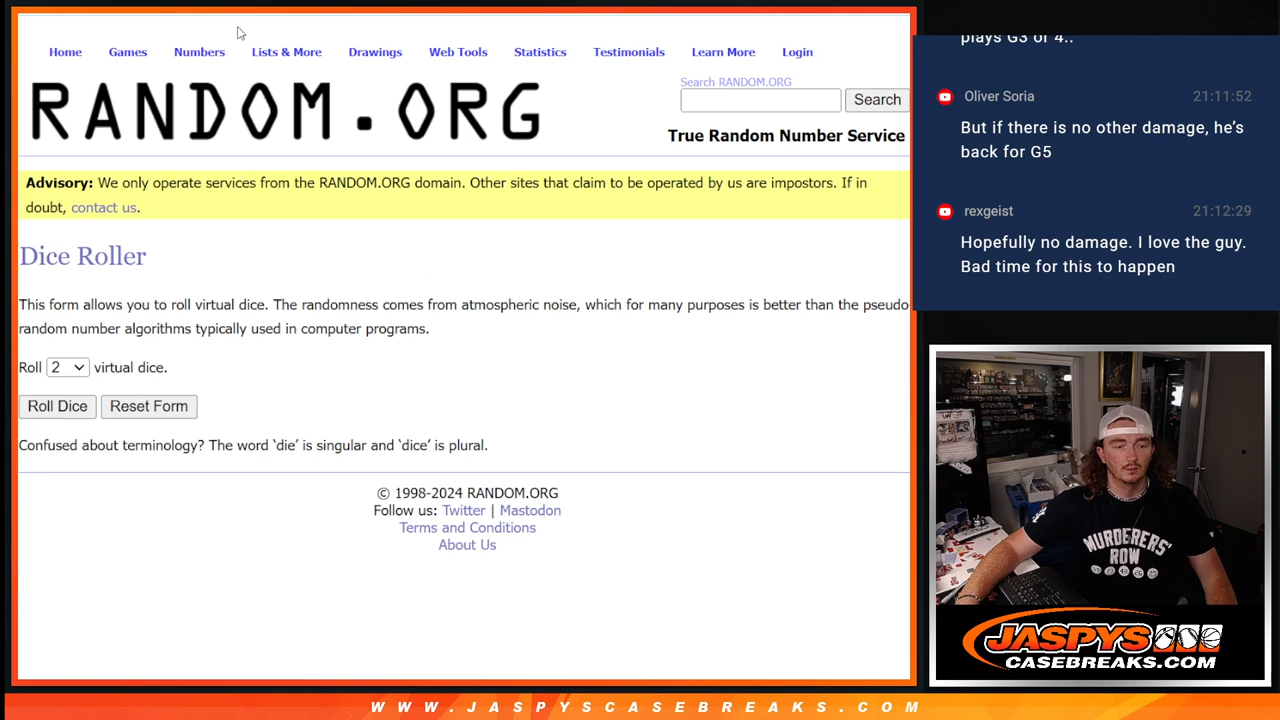 Home Games Numbers Lists & More Drawings Web Tools Statistics Testimonials Learn More Login
RANDOM.ORG
Search RANDOM.ORG
Search
True Random Number Service
Advisory: We only operate services from the RANDOM.ORG domain. Other sites that claim to be operated by us are impostors. If in
doubt, contact us.
Dice Roller
This form allows you to roll virtual dice. The randomness comes from atmospheric noise, which for many purposes is better than the pseudo-
random number algorithms typically used in computer programs.
Roll 2 virtual dice.
Roll Dice Reset Form
Confused about terminology? The word ‘die’ is singular and ‘dice’ is plural.
© 1998-2024 RANDOM.ORG
Follow us: Twitter | Mastodon
Terms and Conditions
About Us
plays G3 or 4..
Oliver Soria 21:11:52
But if there is no other damage, he's
back for G5
rexgeist 21:12:29
Hopefully no damage. I love the guy.
Bad time for this to happen
MURDERERS'
ROW
JASPYS
CASEBREAKS.COM
WWW.JASPYSCASEBREAKS.COM